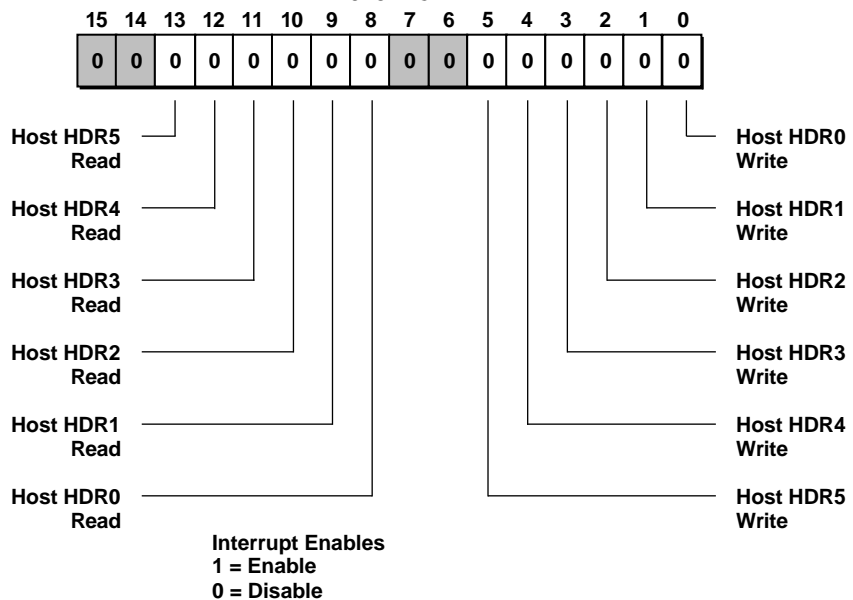 15 14 13 12 11 10 9 8 7 6 5 4 3 2 1 0
0 0 0 0 0 0 0 0 0 0 0 0 0 0 0 0
Host HDR5
Read
Host HDR0
Write
Host HDR4
Read
Host HDR1
Write
Host HDR3
Read
Host HDR2
Write
Host HDR2
Read
Host HDR3
Write
Host HDR1
Read
Host HDR4
Write
Host HDR0
Read
Host HDR5
Write
Interrupt Enables
1 = Enable
0 = Disable